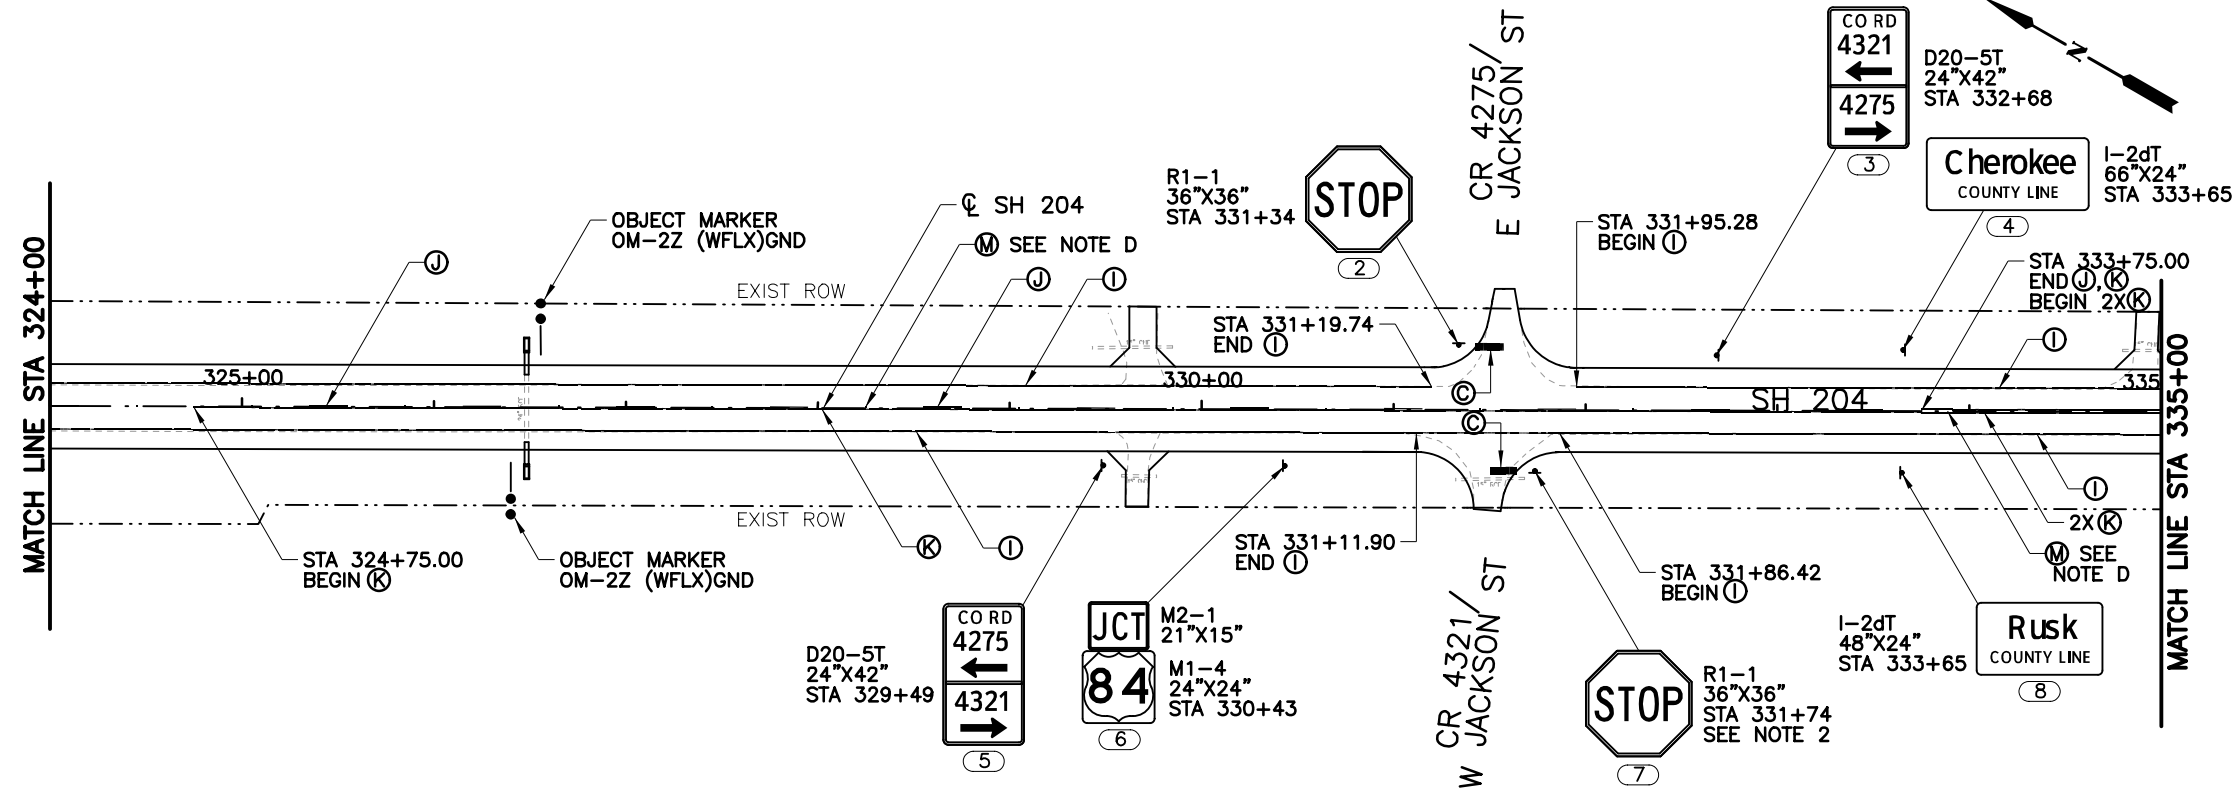 MATCH LINE STA 324+00
J
OBJECT MARKER
OM-2Z (WFLX)GND
℄ SH 204
M SEE NOTE D
J
I
EXIST ROW
R1-1
36"X36"
STA 331+34
STOP
2
CR 4275/
E JACKSON ST
STA 331+95.28
BEGIN I
CO RD
4321
4275
3
D20-5T
24"X42"
STA 332+68
N
Cherokee
COUNTY LINE
4
I-2dT
66"X24"
STA 333+65
STA 333+75.00
END J, K
BEGIN 2X K
I
STA 331+19.74
END I
325+00
330+00
335
C
SH 204
C
MATCH LINE STA 335+00
STA 324+75.00
BEGIN K
OBJECT MARKER
OM-2Z (WFLX)GND
EXIST ROW
K
I
STA 331+11.90
END I
STA 331+86.42
BEGIN I
I
2X K
M SEE
NOTE D
D20-5T
24"X42"
STA 329+49
CO RD
4275
4321
5
JCT
84
6
M2-1
21"X15"
M1-4
24"X24"
STA 330+43
CR 4321/
W JACKSON ST
STOP
7
R1-1
36"X36"
STA 331+74
SEE NOTE 2
I-2dT
48"X24"
STA 333+65
Rusk
COUNTY LINE
8